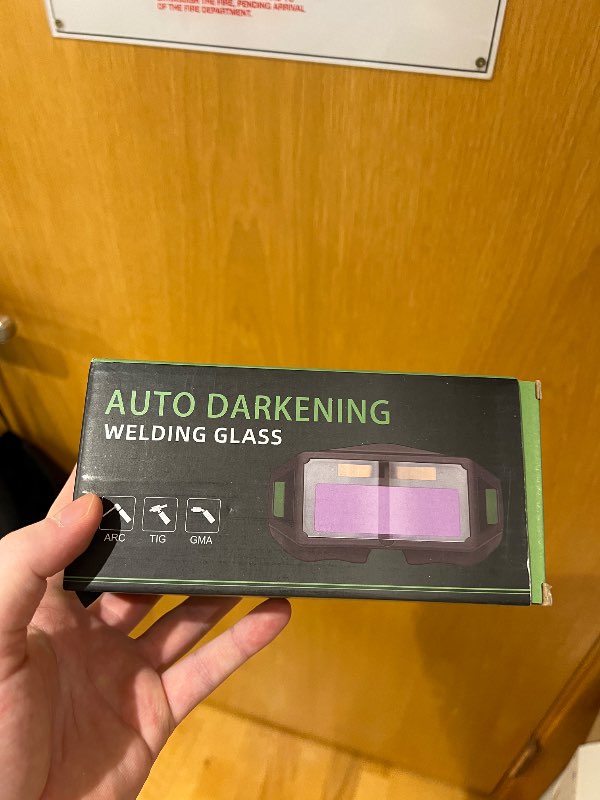 THE FIRE, PENDING ARRIVAL
OF THE FIRE DEPARTMENT.
AUTO DARKENING
WELDING GLASS
ARC TIG GMA